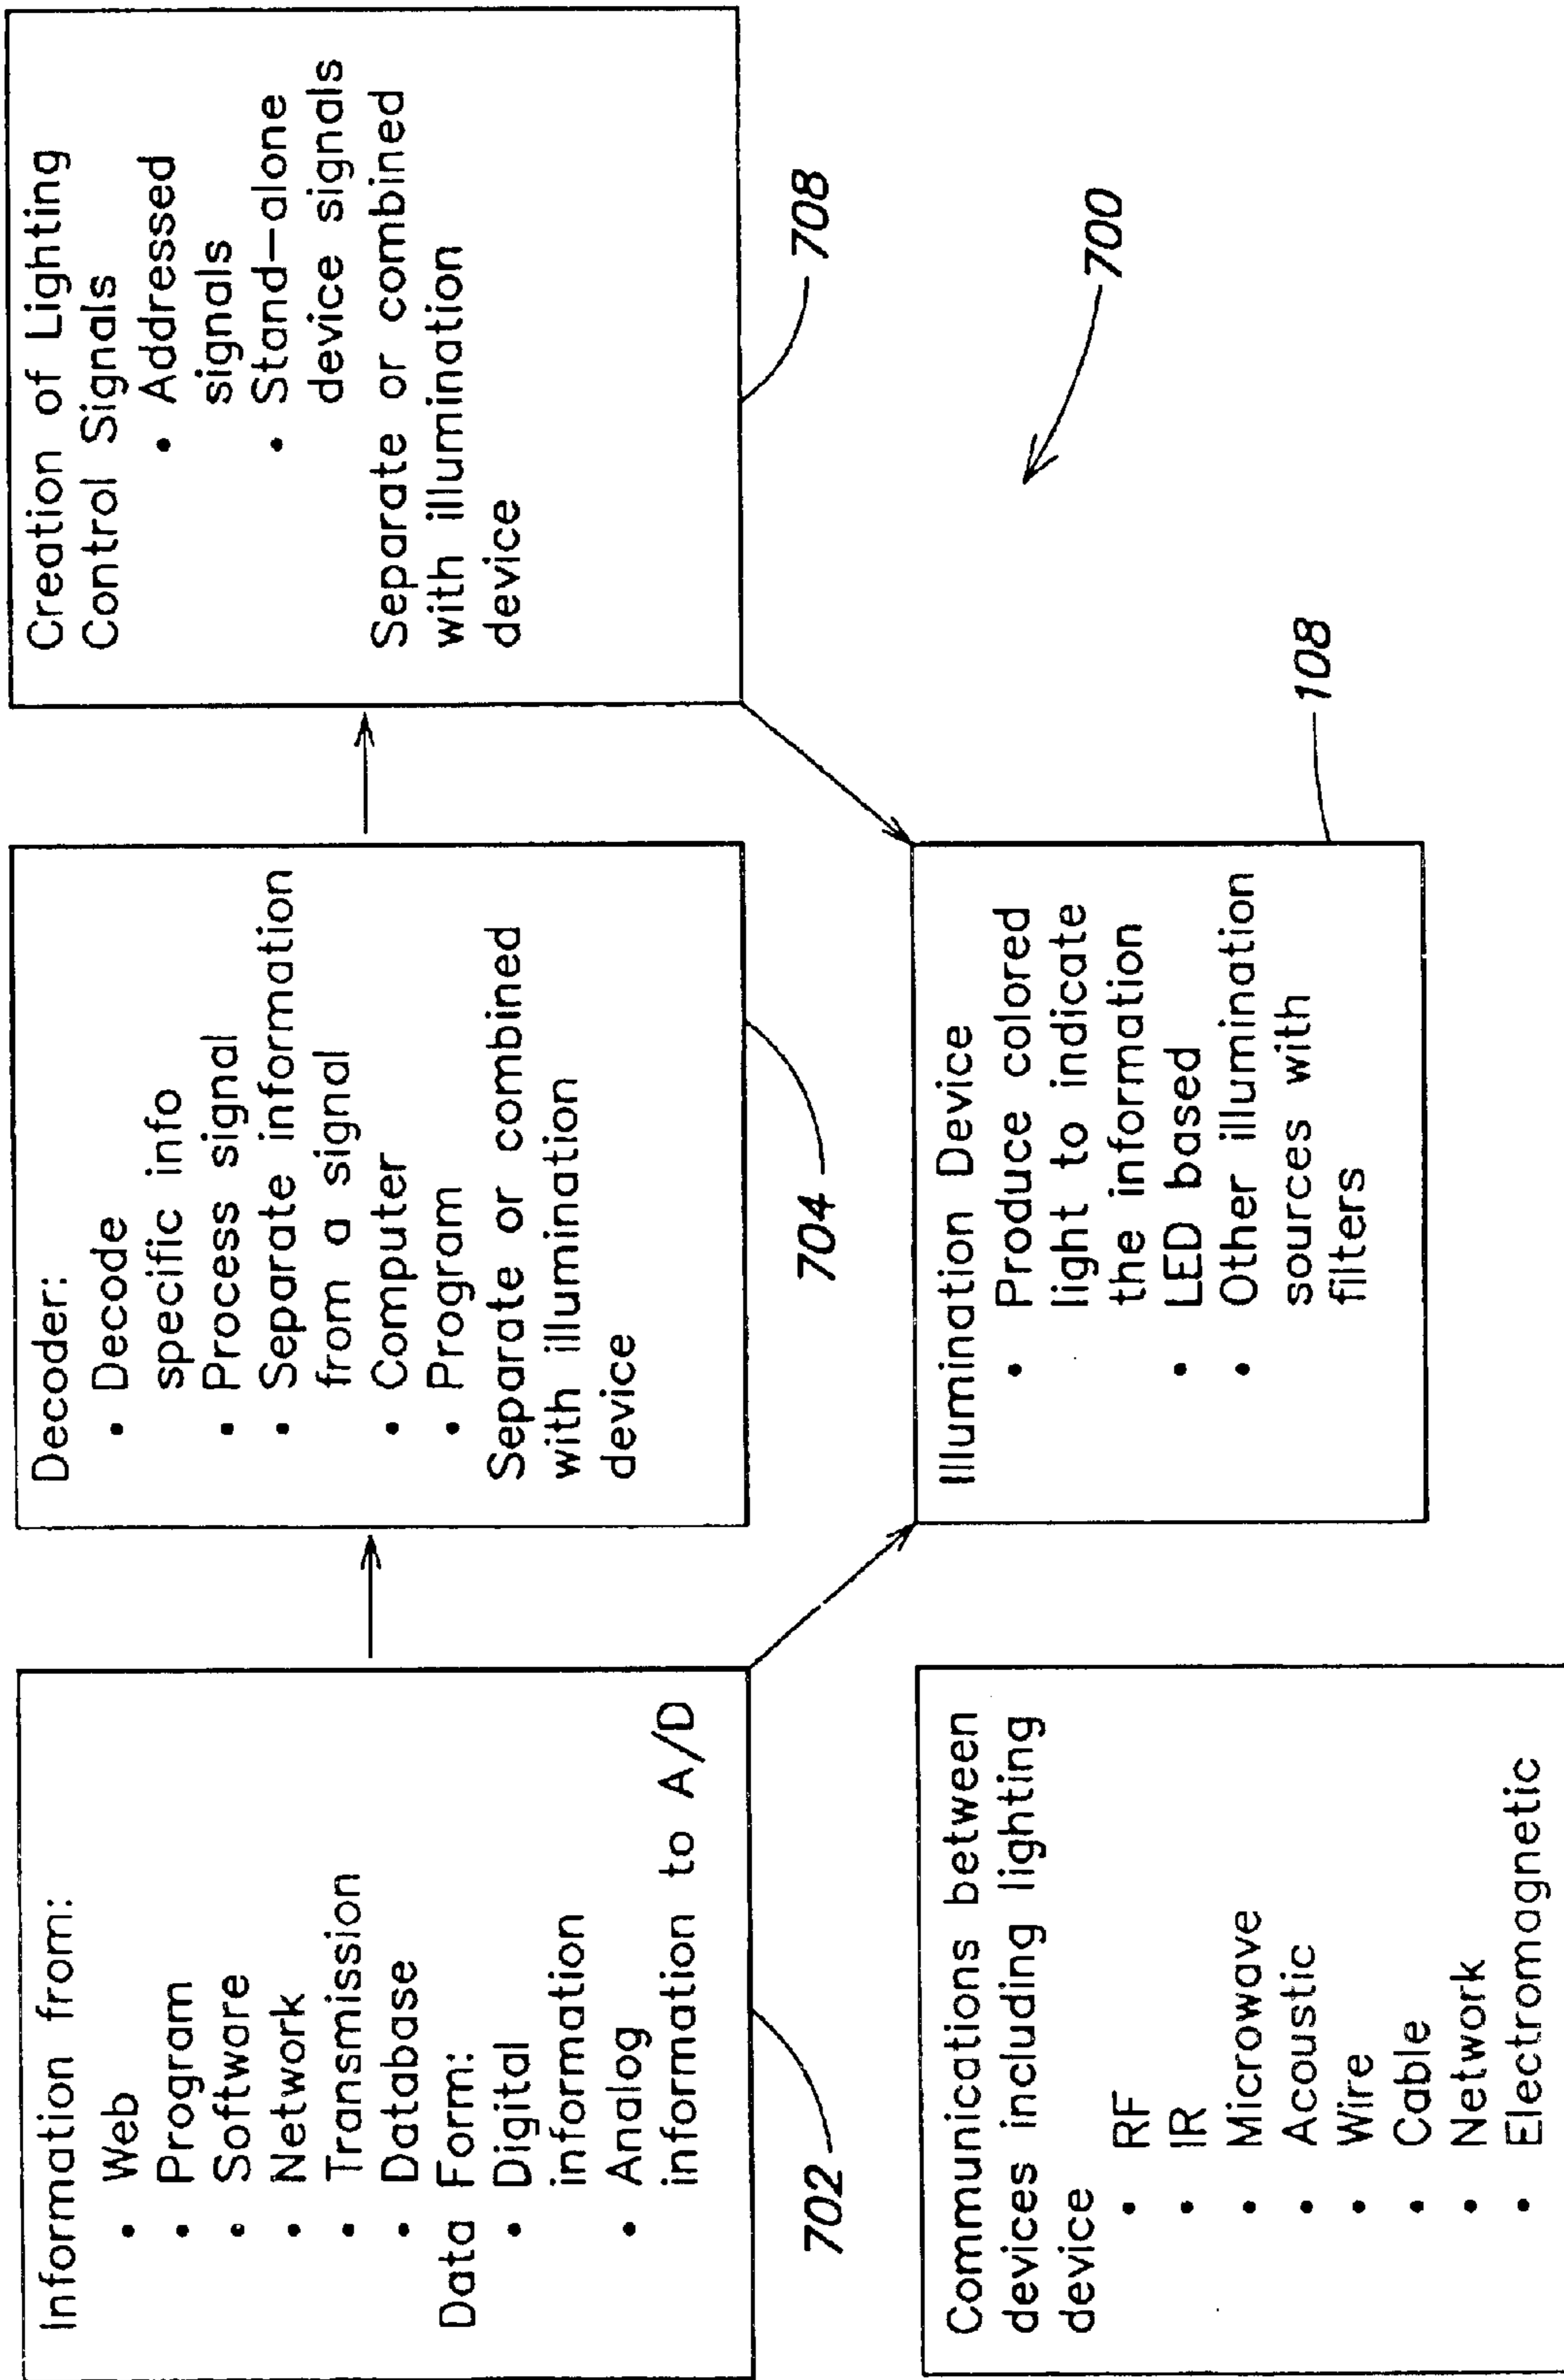 Information from:
• Web
• Program
• Software
• Network
• Transmission
• Database
Data Form:
• Digital
information
• Analog
information to A/D
702
Decoder:
• Decode
specific info
• Process signal
• Separate information
from a signal
• Computer
• Program
Separate or combined
with illumination
device
704
Creation of Lighting
Control Signals
• Addressed
signals
• Stand-alone
device signals
Separate or combined
with illumination
device
708
700
Communications between
devices including lighting
device
• RF
• IR
• Microwave
• Acoustic
• Wire
• Cable
• Network
• Electromagnetic
Illumination Device
• Produce colored
light to indicate
the information
• LED based
• Other illumination
sources with
filters
108